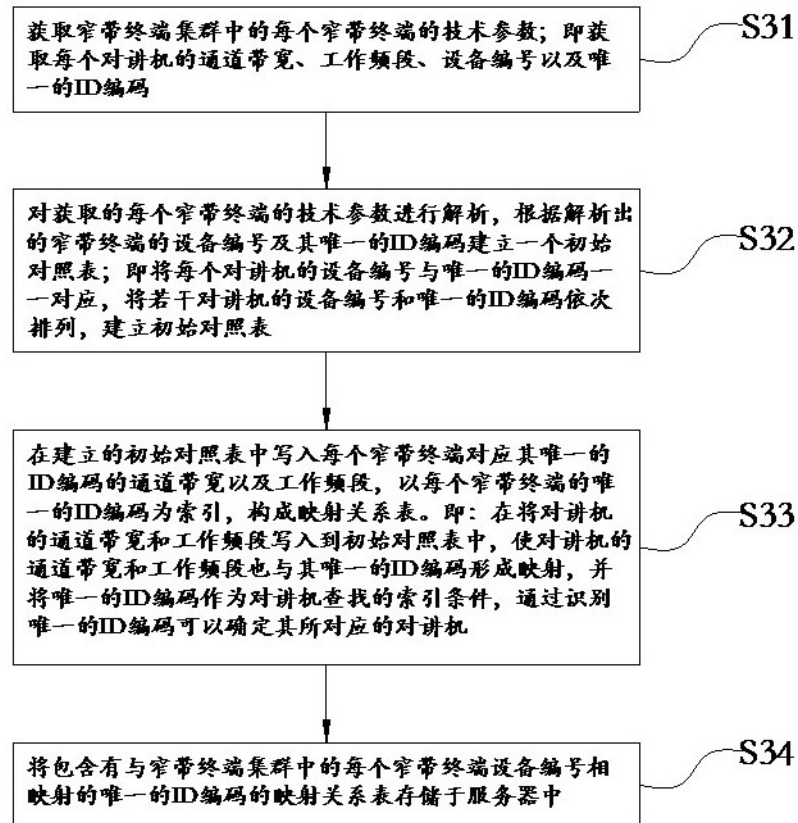 获取窄带终端集群中的每个窄带终端的技术参数；即获
取每个对讲机的通道带宽、工作频段、设备编号以及唯
一的ID编码
S31
对获取的每个窄带终端的技术参数进行解析，根据解析出
的窄带终端的设备编号及其唯一的ID编码建立一个初始
对照表；即将每个对讲机的设备编号与唯一的ID编码一
一对应，将若干对讲机的设备编号和唯一的ID编码依次
排列，建立初始对照表
S32
在建立的初始对照表中写入每个窄带终端对应其唯一的
ID编码的通道带宽以及工作频段，以每个窄带终端的唯
一的ID编码为索引，构成映射关系表。即：在将对讲机
的通道带宽和工作频段写入到初始对照表中，使对讲机的
通道带宽和工作频段也与其唯一的ID编码形成映射，并
将唯一的ID编码作为对讲机查找的索引条件，通过识别
唯一的ID编码可以确定其所对应的对讲机
S33
将包含有与窄带终端集群中的每个窄带终端设备编号相
映射的唯一的ID编码的映射关系表存储于服务器中
S34